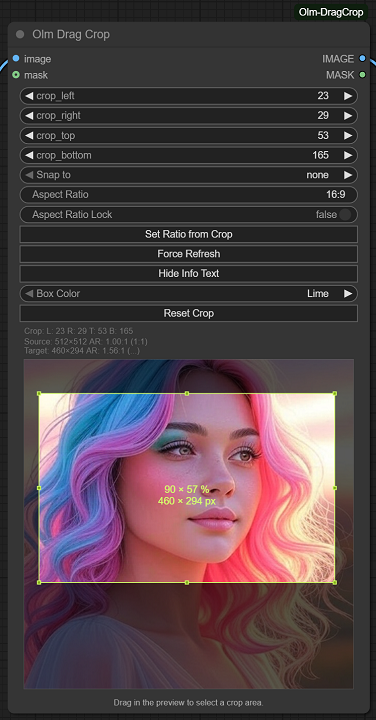 Olm-DragCrop
Olm Drag Crop
image IMAGE
mask MASK
crop_left 23
crop_right 29
crop_top 53
crop_bottom 165
Snap to none
Aspect Ratio 16:9
Aspect Ratio Lock false
Set Ratio from Crop
Force Refresh
Hide Info Text
Box Color Lime
Reset Crop
Crop: L: 23 R: 29 T: 53 B: 165
Source: 512×512 AR: 1.00:1 (1:1)
Target: 460×294 AR: 1.56:1 (...)
90 × 57 %
460 × 294 px
Drag in the preview to select a crop area.